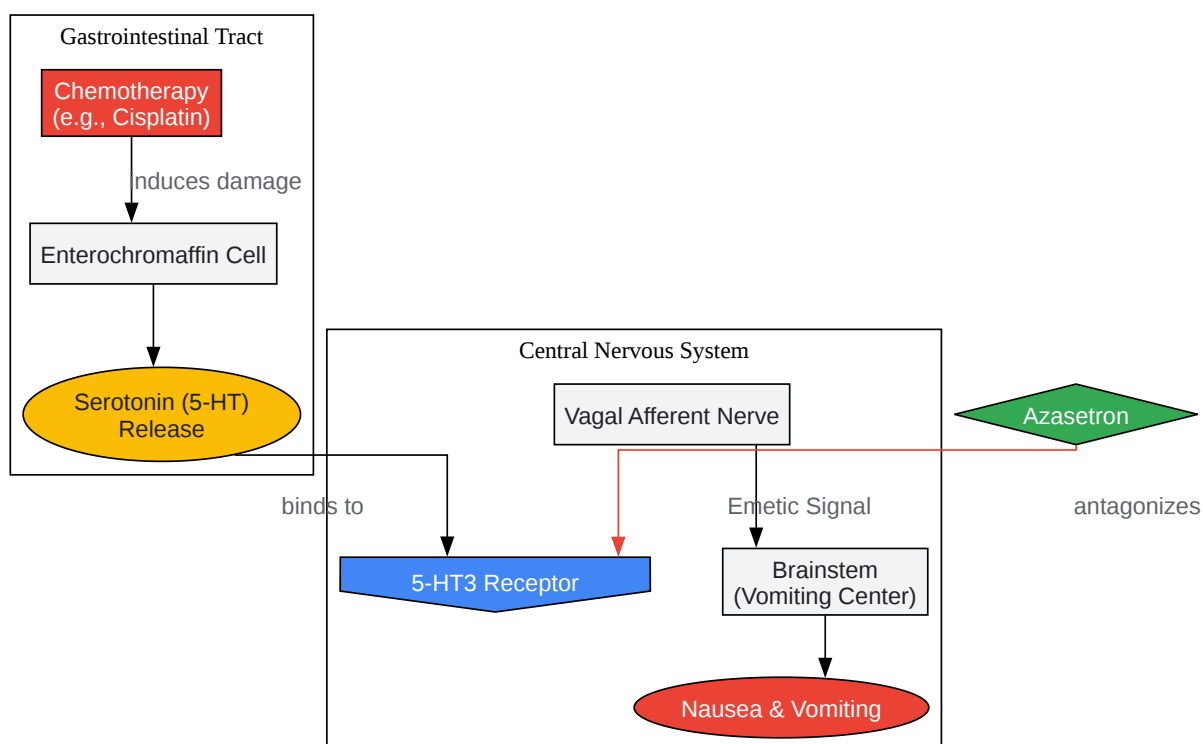 Gastrointestinal Tract
Chemotherapy
(e.g., Cisplatin)
Induces damage
Enterochromaffin Cell
Serotonin (5-HT)
Release
Central Nervous System
Vagal Afferent Nerve
Azasetron
binds to
Emetic Signal
antagonizes
5-HT3 Receptor
Brainstem
(Vomiting Center)
Nausea & Vomiting